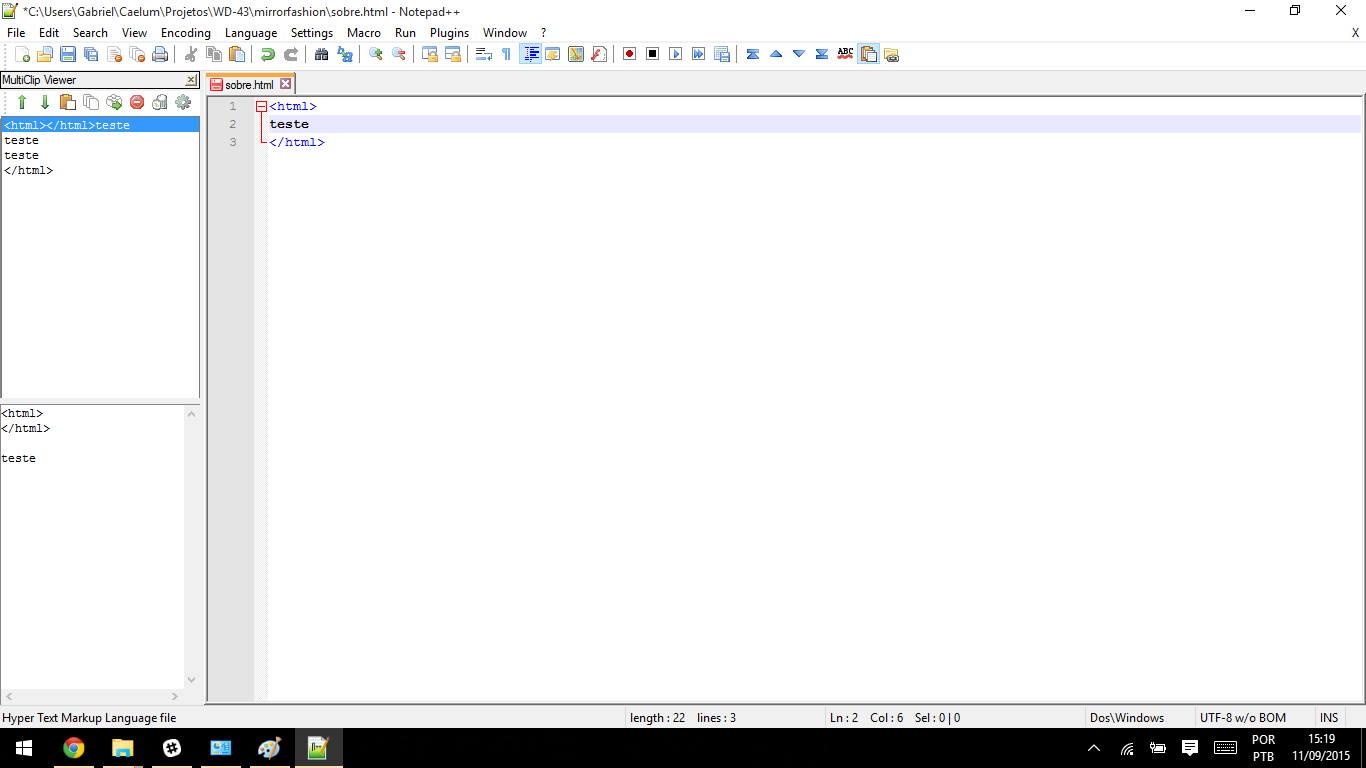 *C:\Users\Gabriel\Caelum\Projetos\WD-43\mirrorfashion\sobre.html - Notepad++
File Edit Search View Encoding Language Settings Macro Run Plugins Window ? X
ABC
MultiClip Viewer
<html></html>teste
teste
teste
</html>
<html>
</html>
teste
sobre.html
1 <html>
2 teste
3 </html>
Hyper Text Markup Language file length : 22 lines : 3 Ln : 2 Col : 6 Sel : 0 | 0 Dos\Windows UTF-8 w/o BOM INS
POR
PTB
15:19
11/09/2015